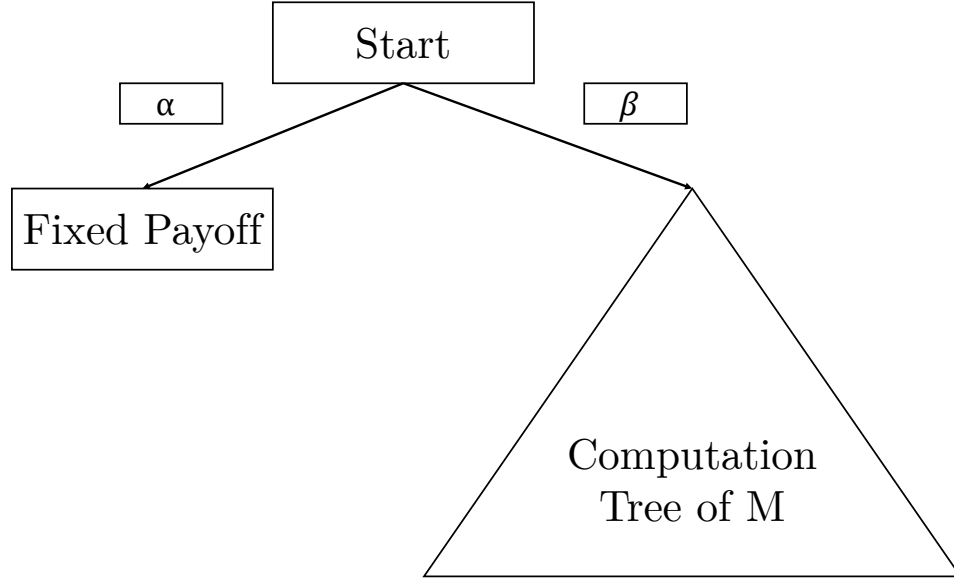 Start
α
β
Fixed Payoff
Computation
Tree of M